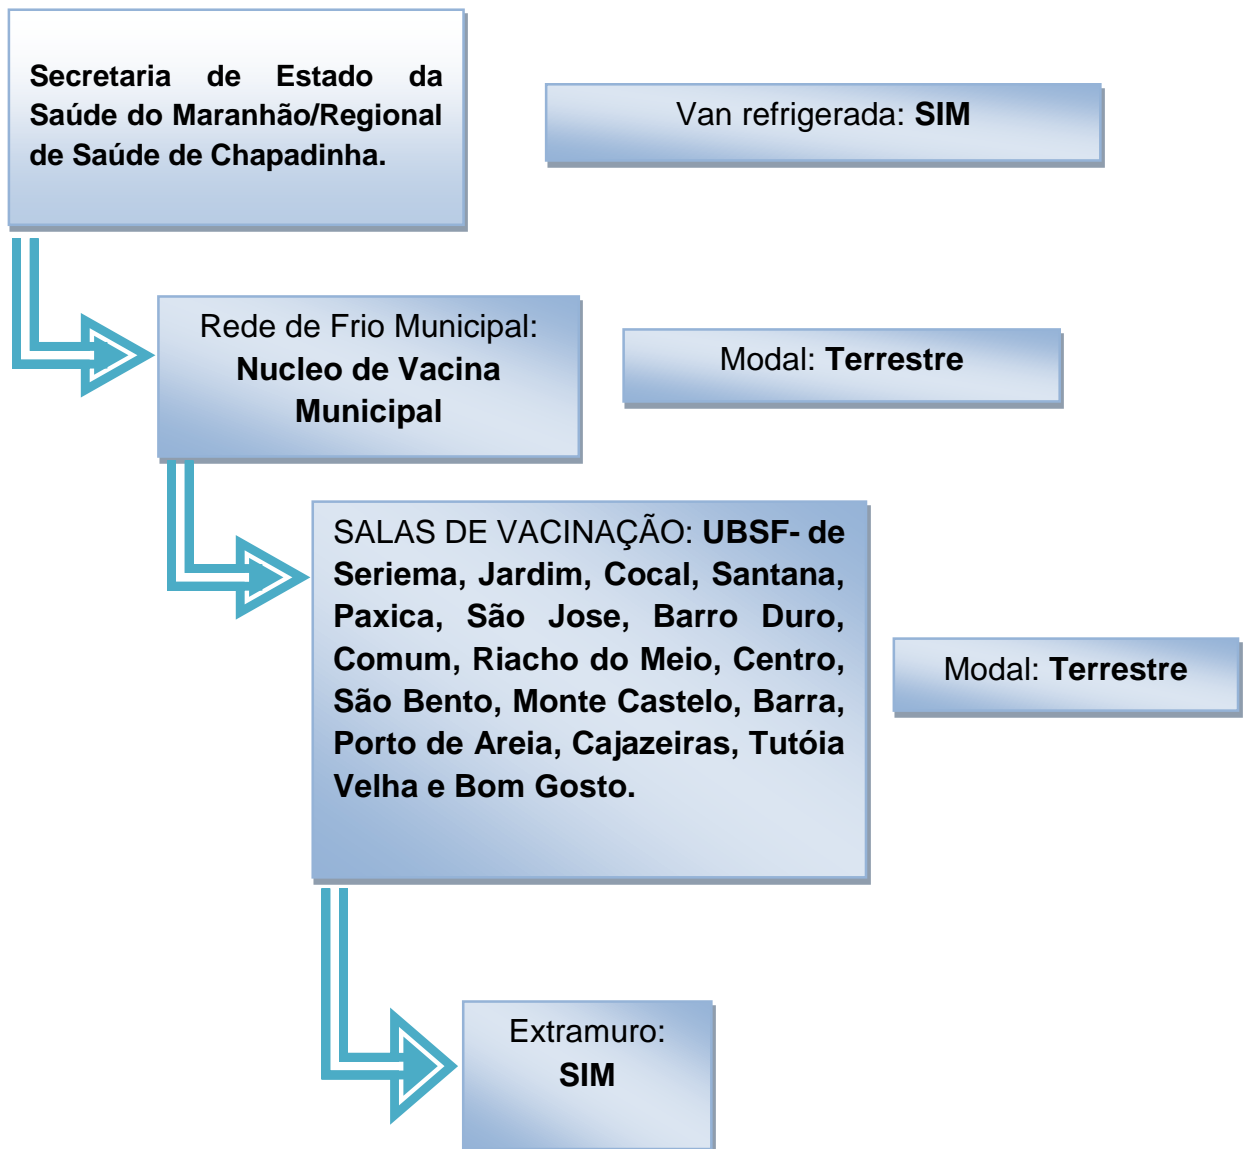 Secretaria de Estado da
Saúde do Maranhão/Regional
de Saúde de Chapadinha.
Van refrigerada: SIM
Rede de Frio Municipal:
Nucleo de Vacina
Municipal
Modal: Terrestre
SALAS DE VACINAÇÃO: UBSF- de
Seriema, Jardim, Cocal, Santana,
Paxica, São Jose, Barro Duro,
Comum, Riacho do Meio, Centro,
São Bento, Monte Castelo, Barra,
Porto de Areia, Cajazeiras, Tutóia
Velha e Bom Gosto.
Modal: Terrestre
Extramuro:
SIM